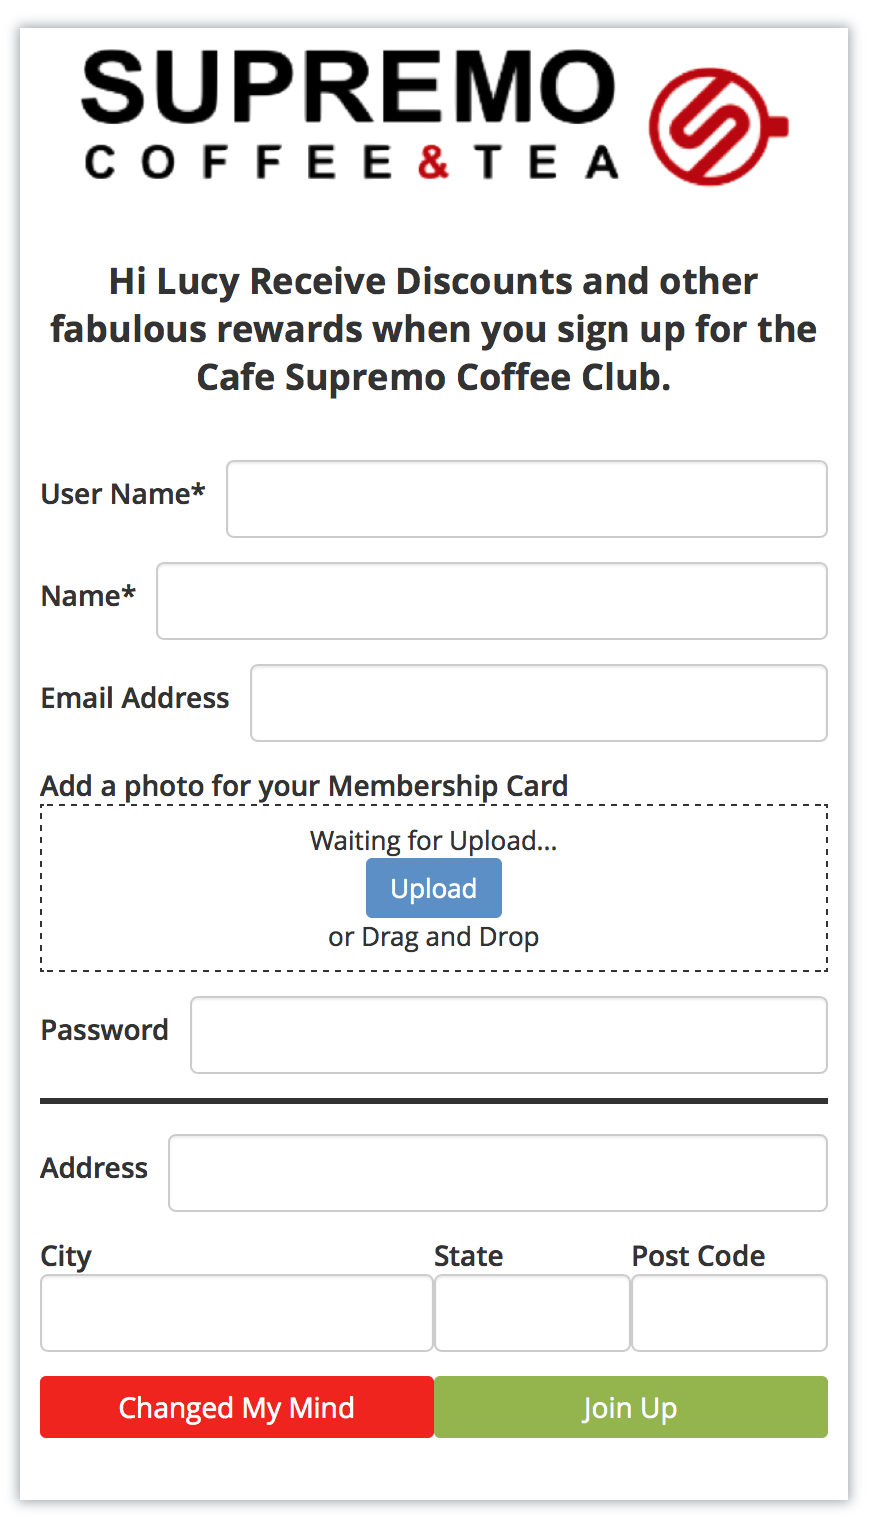 SUPREMO
COFFEE&TEA
Hi Lucy Receive Discounts and other
fabulous rewards when you sign up for the
Cafe Supremo Coffee Club.
User Name*
Name*
Email Address
Add a photo for your Membership Card
Waiting for Upload...
Upload
or Drag and Drop
Password
Address
City State Post Code
Changed My Mind Join Up